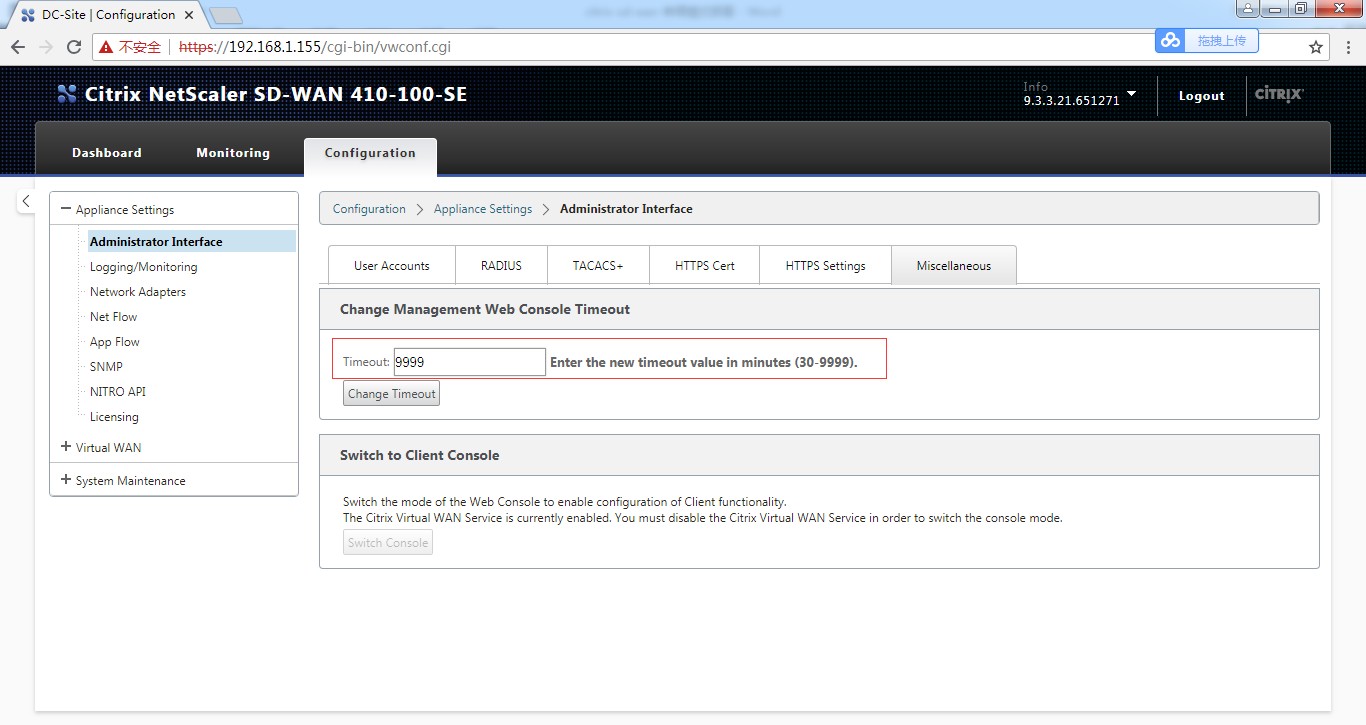 DC-Site | Configuration
不安全 https://192.168.1.155/cgi-bin/vwconf.cgi
拖拽上传
Citrix NetScaler SD-WAN 410-100-SE
Info
9.3.3.21.651271
Logout
CITRIX
Dashboard Monitoring Configuration
Appliance Settings
Administrator Interface
Logging/Monitoring
Network Adapters
Net Flow
App Flow
SNMP
NITRO API
Licensing
Virtual WAN
System Maintenance
Configuration > Appliance Settings > Administrator Interface
User Accounts RADIUS TACACS+ HTTPS Cert HTTPS Settings Miscellaneous
Change Management Web Console Timeout
Timeout: 9999 Enter the new timeout value in minutes (30-9999).
Change Timeout
Switch to Client Console
Switch the mode of the Web Console to enable configuration of Client functionality.
The Citrix Virtual WAN Service is currently enabled. You must disable the Citrix Virtual WAN Service in order to switch the console mode.
Switch Console